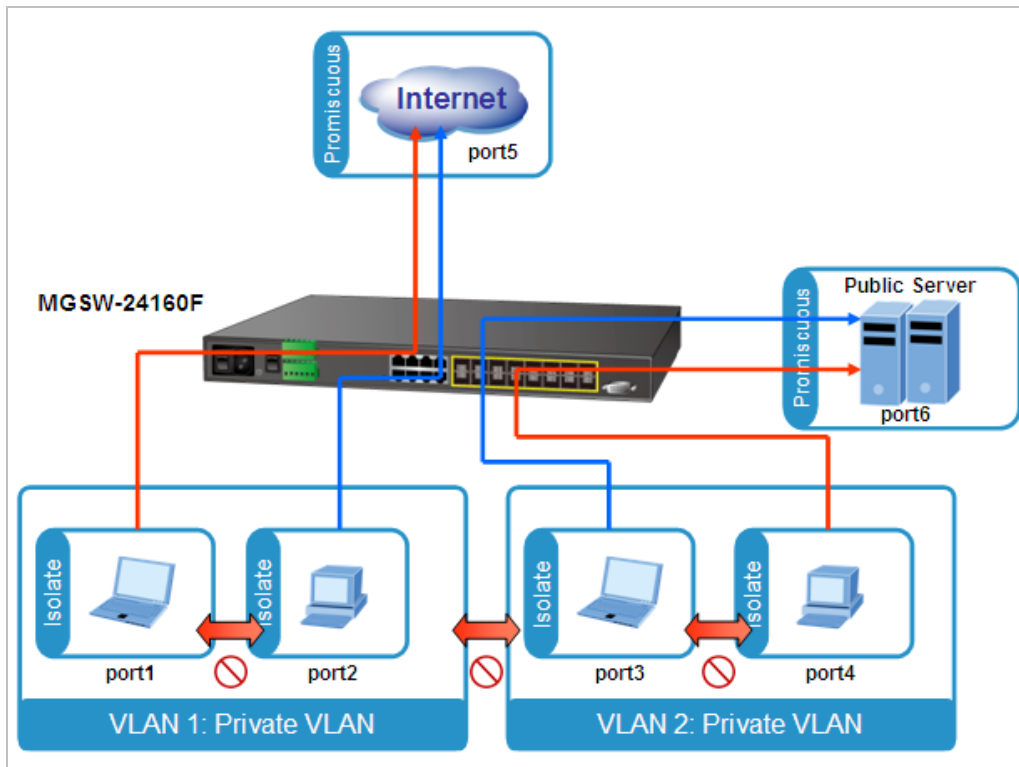 Promiscuous
Internet
port5
MGSW-24160F
Promiscuous
Public Server
port6
Isolate
port1
Isolate
port2
Isolate
port3
Isolate
port4
VLAN 1: Private VLAN
VLAN 2: Private VLAN